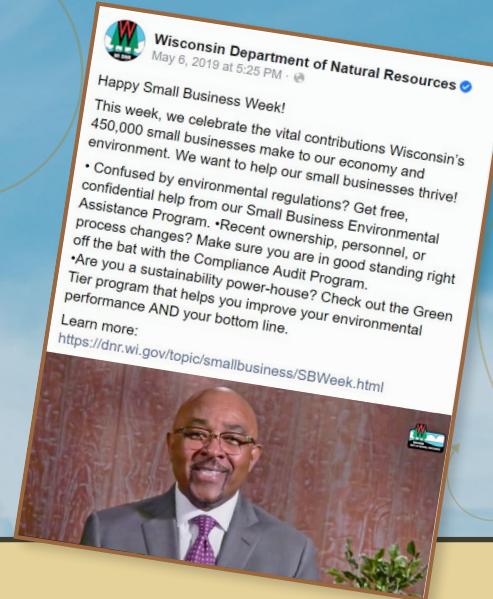 Wisconsin Department of Natural Resources
May 6, 2019 at 5:25 PM ·
Happy Small Business Week!
This week, we celebrate the vital contributions Wisconsin's
450,000 small businesses make to our economy and
environment. We want to help our small businesses thrive!
• Confused by environmental regulations? Get free,
confidential help from our Small Business Environmental
Assistance Program. •Recent ownership, personnel, or
process changes? Make sure you are in good standing right
off the bat with the Compliance Audit Program.
•Are you a sustainability power-house? Check out the Green
Tier program that helps you improve your environmental
performance AND your bottom line.
Learn more:
https://dnr.wi.gov/topic/smallbusiness/SBWeek.html